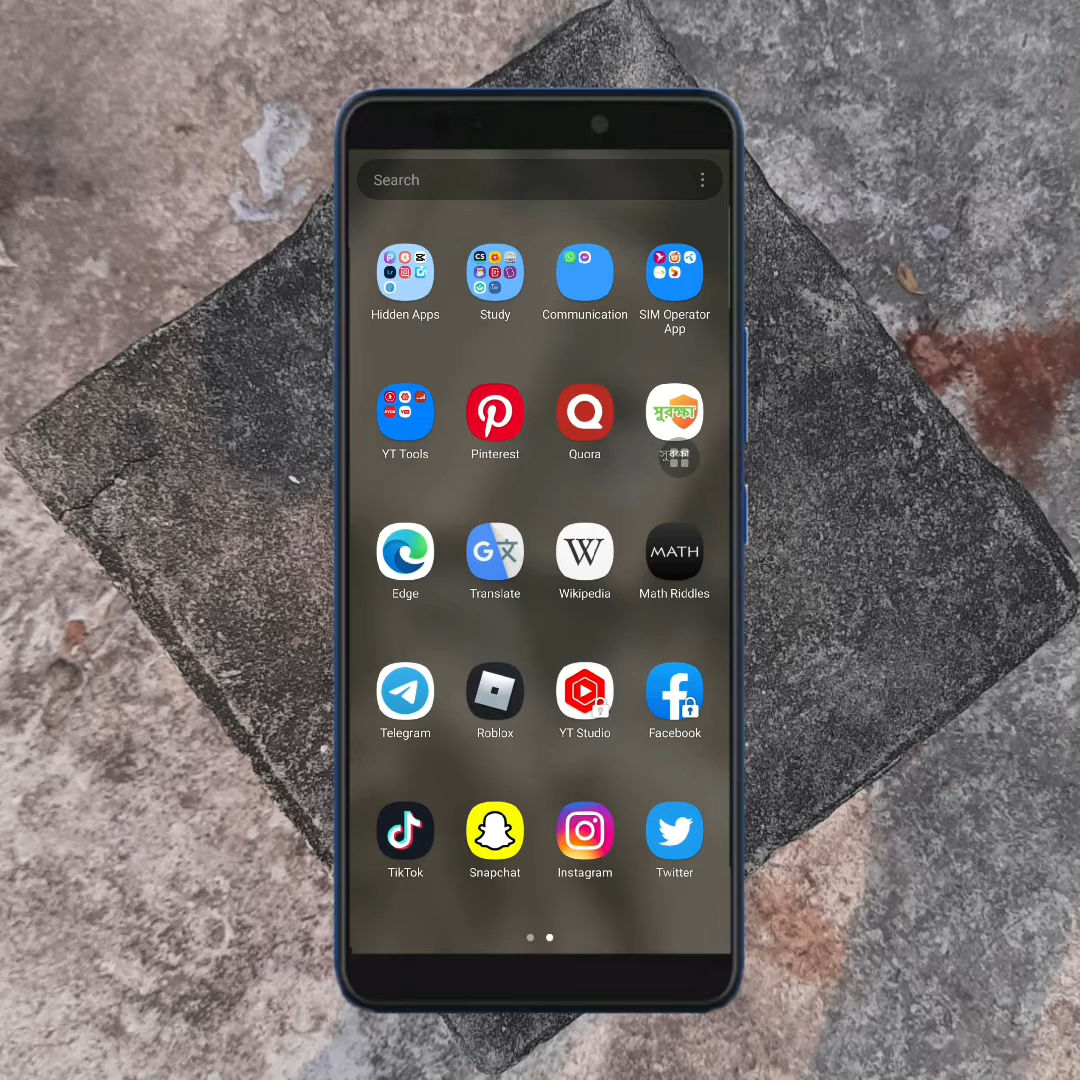 Search
Hidden Apps
Study
Communication
SIM Operator
App
YT Tools
Pinterest
Quora
সুরক্ষা
সুরক্ষা
Edge
Translate
Wikipedia
MATH
Math Riddles
Telegram
Roblox
YT Studio
Facebook
TikTok
Snapchat
Instagram
Twitter